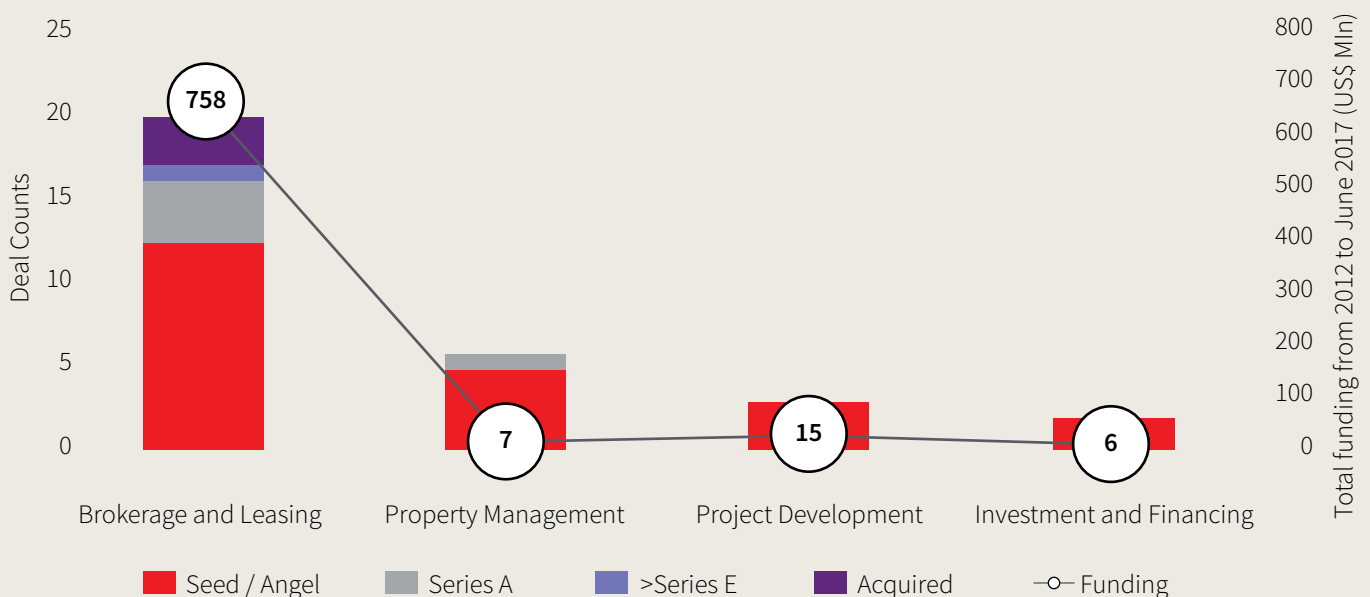 25
20
15
10
5
0
Deal Counts
800
700
600
500
400
300
200
100
0
Total funding from 2012 to June 2017 (US$ Mln)
758
7
15
6
Brokerage and Leasing
Property Management
Project Development
Investment and Financing
Seed / Angel
Series A
>Series E
Acquired
Funding